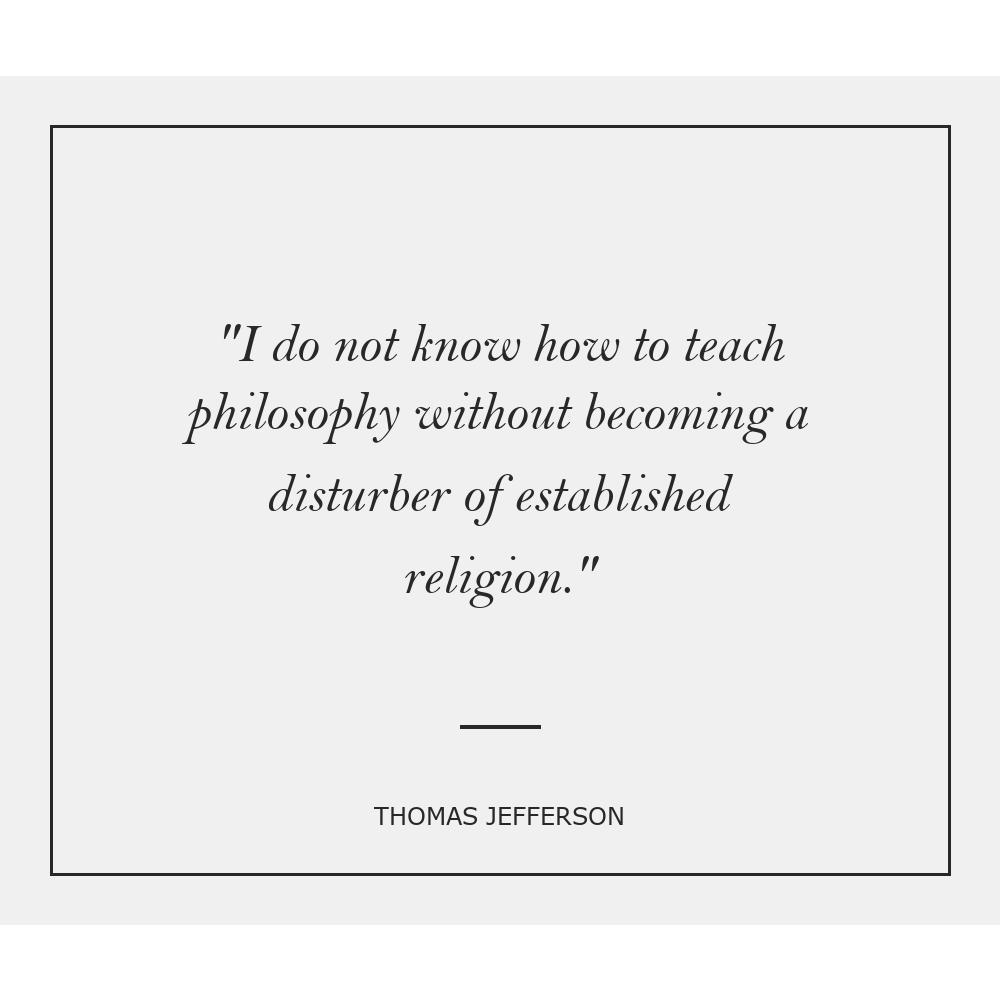 "I do not know how to teach
philosophy without becoming a
disturber of established
religion."
THOMAS JEFFERSON